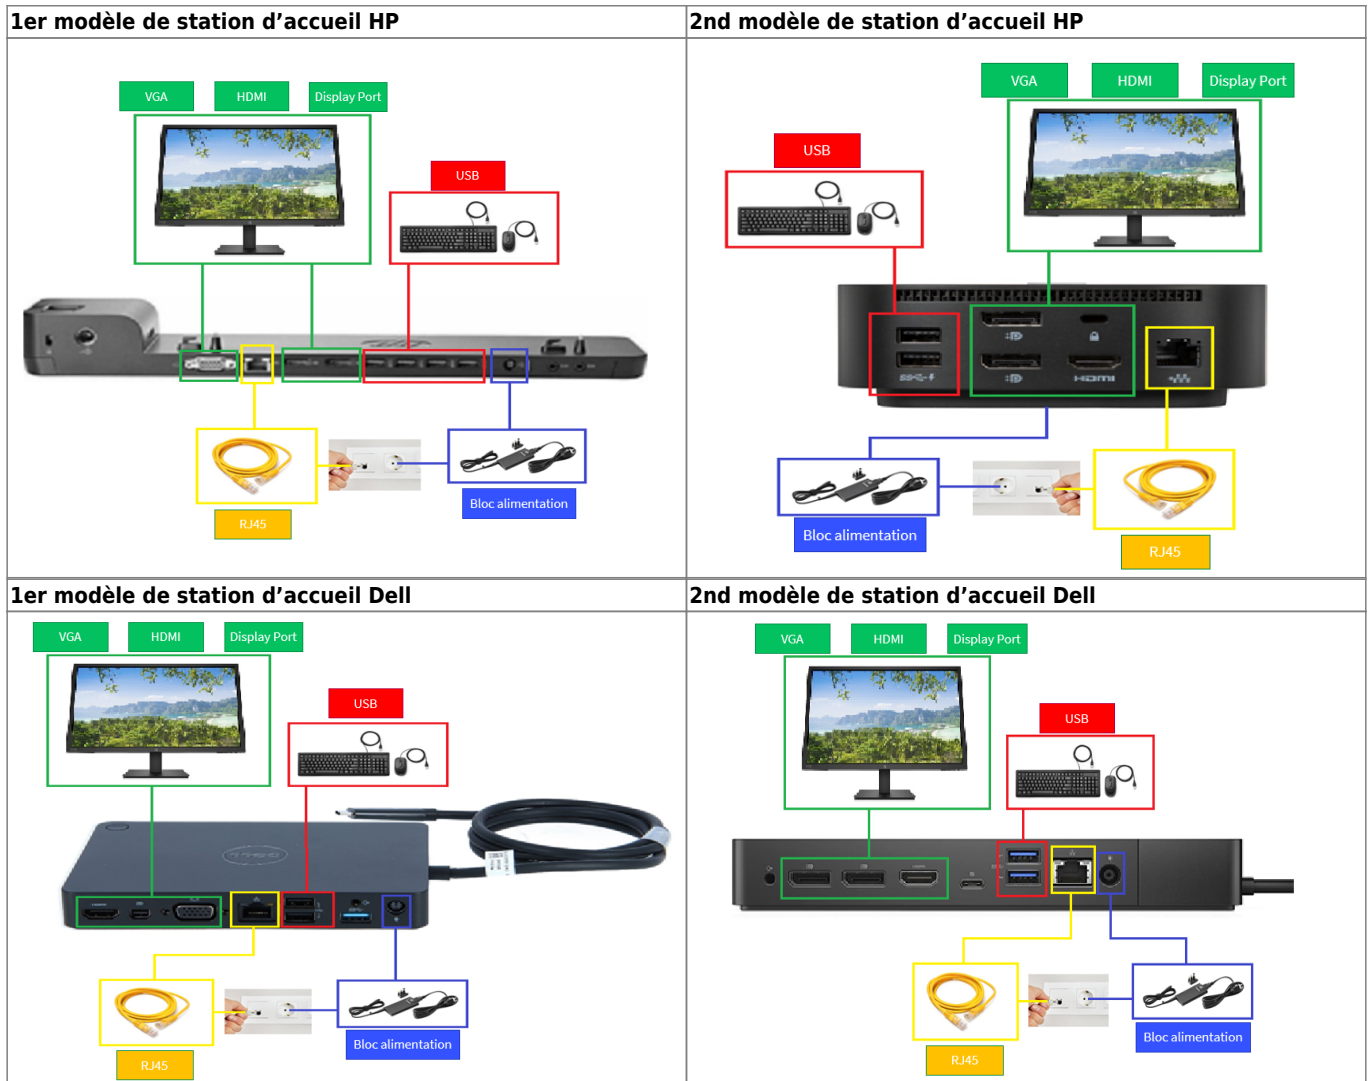 1er modèle de station d’accueil HP
2nd modèle de station d’accueil HP
VGA
HDMI
Display Port
USB
RJ45
Bloc alimentation
VGA
HDMI
Display Port
USB
HDMI
Bloc alimentation
RJ45
1er modèle de station d’accueil Dell
2nd modèle de station d’accueil Dell
VGA
HDMI
Display Port
USB
DELL
RJ45
Bloc alimentation
VGA
HDMI
Display Port
USB
RJ45
Bloc alimentation